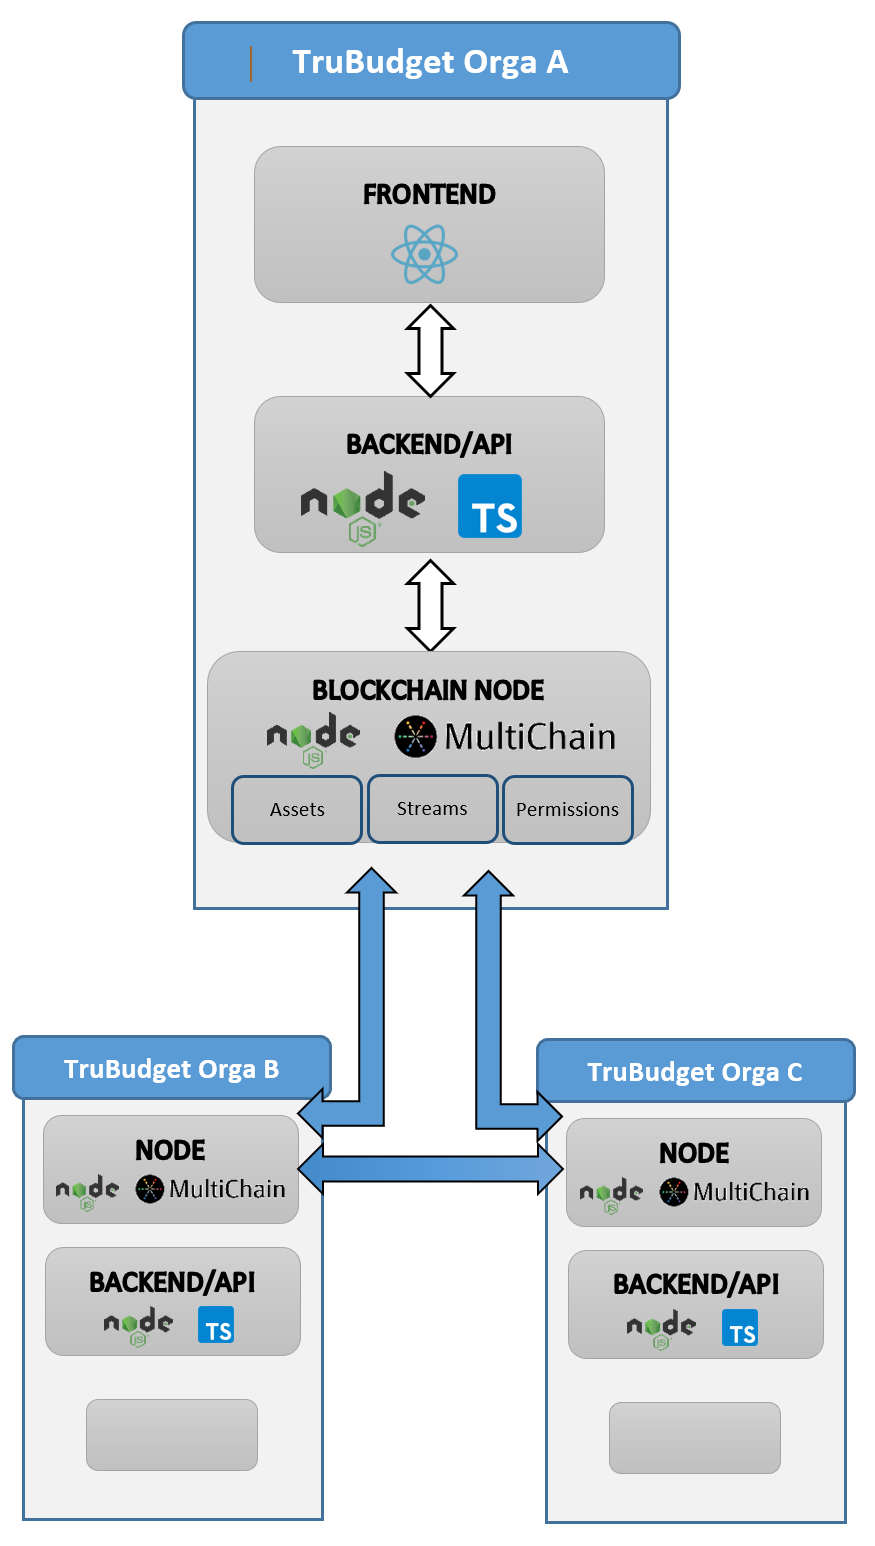 TruBudget Orga A
FRONTEND
BACKEND/API
node
JS
TS
BLOCKCHAIN NODE
node
JS
MultiChain
Assets
Streams
Permissions
TruBudget Orga B
NODE
node
JS
MultiChain
BACKEND/API
node
JS
TS
TruBudget Orga C
NODE
node
JS
MultiChain
BACKEND/API
node
JS
TS